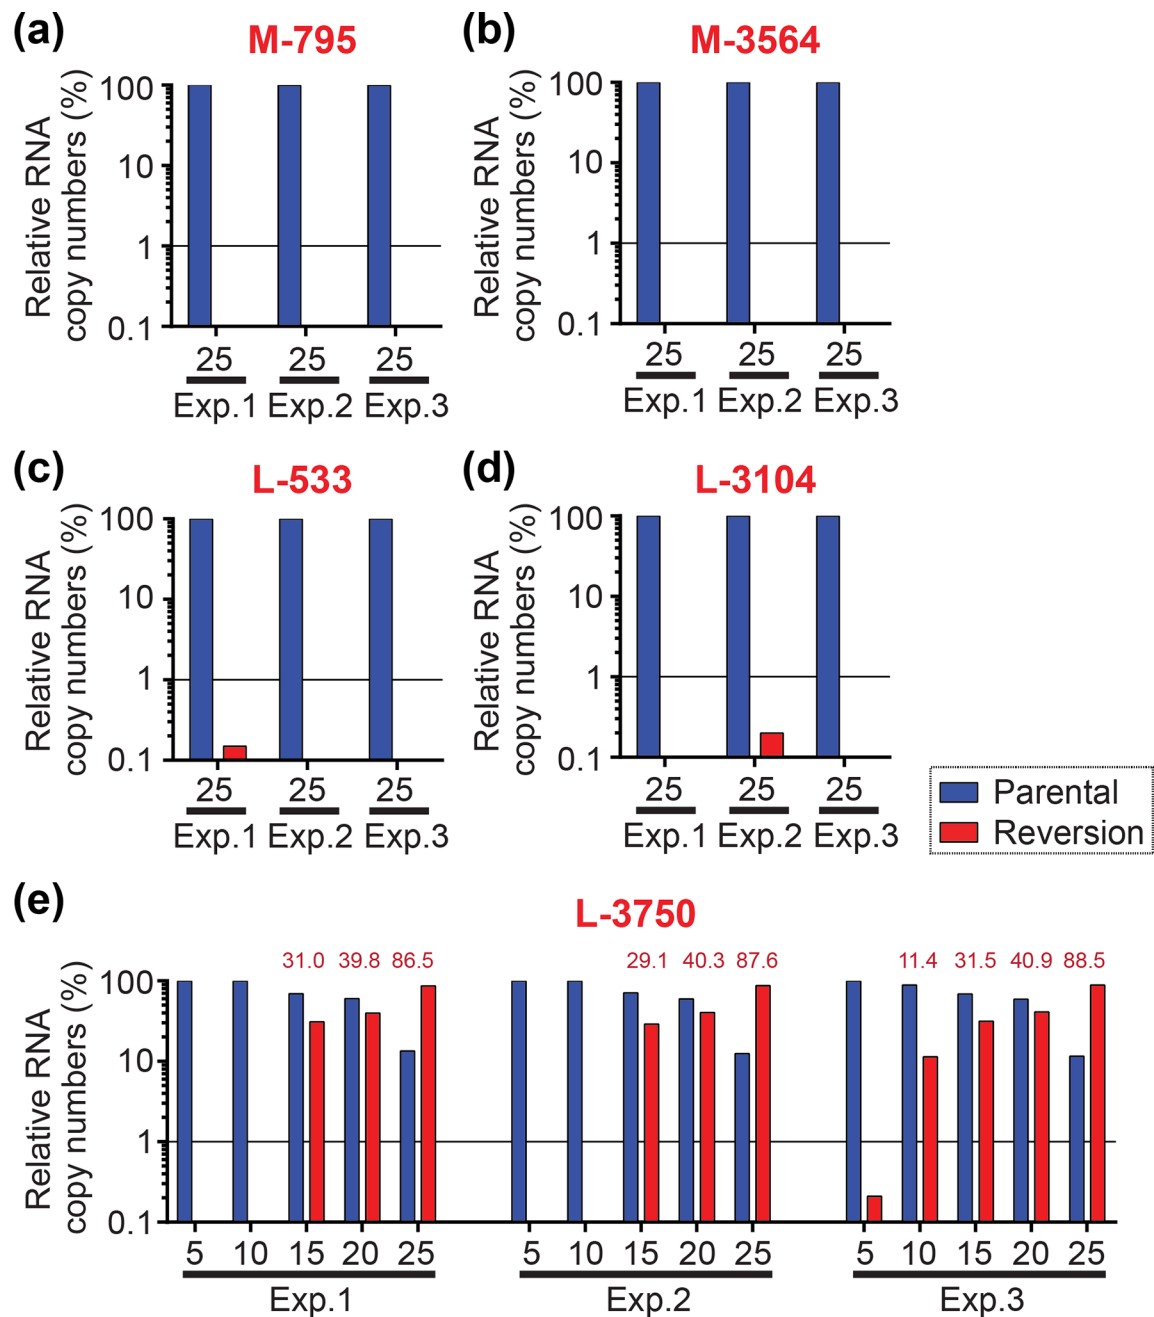 (a)
M-795
Relative RNA
copy numbers (%)
100
10
1
0.1
25 25 25
Exp.1 Exp.2 Exp.3
(b)
M-3564
Relative RNA
copy numbers (%)
100
10
1
0.1
25 25 25
Exp.1 Exp.2 Exp.3
(c)
L-533
Relative RNA
copy numbers (%)
100
10
1
0.1
25 25 25
Exp.1 Exp.2 Exp.3
(d)
L-3104
Relative RNA
copy numbers (%)
100
10
1
0.1
25 25 25
Exp.1 Exp.2 Exp.3
Parental
Reversion
(e)
L-3750
Relative RNA
copy numbers (%)
31.0 39.8 86.5 29.1 40.3 87.6 11.4 31.5 40.9 88.5
100
10
1
0.1
5 10 15 20 25 5 10 15 20 25 5 10 15 20 25
Exp.1 Exp.2 Exp.3